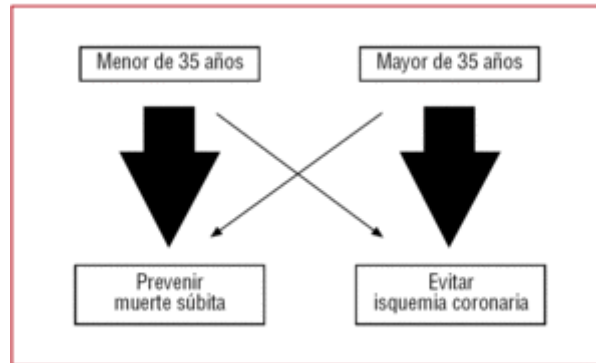 Menor de 35 años
Mayor de 35 años
Prevenir
muerte súbita
Evitar
isquemia coronaria